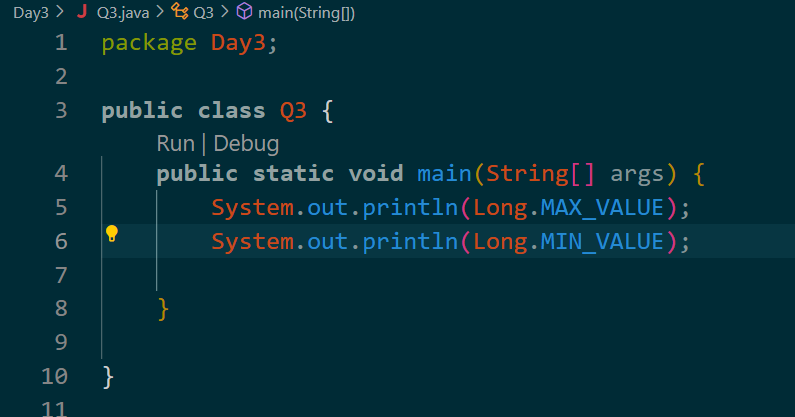 Day3 > J Q3.java > Q3 > main(String[])
1 package Day3;
2
3 public class Q3 {
Run | Debug
4 public static void main(String[] args) {
5 System.out.println(Long.MAX_VALUE);
6 System.out.println(Long.MIN_VALUE);
7
8 }
9
10 }
11